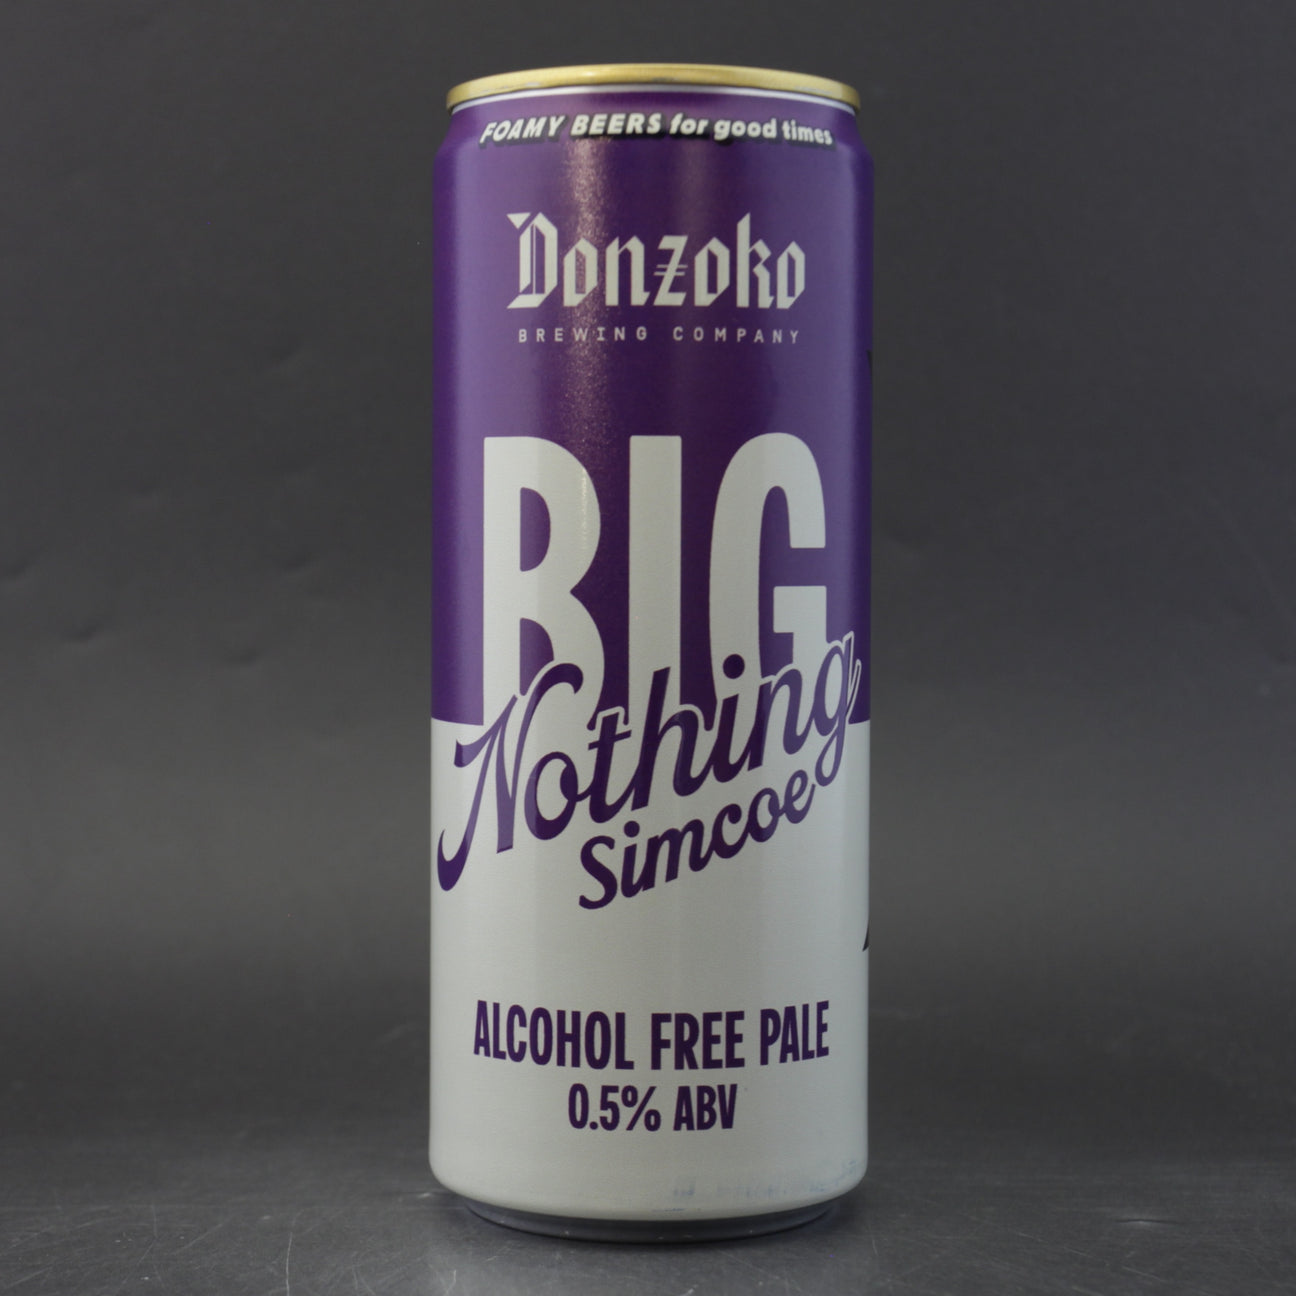 FOAMY BEERS for good times
Donzoko
BREWING COMPANY
BIG
Nothing
Simcoe
ALCOHOL FREE PALE
0.5% ABV